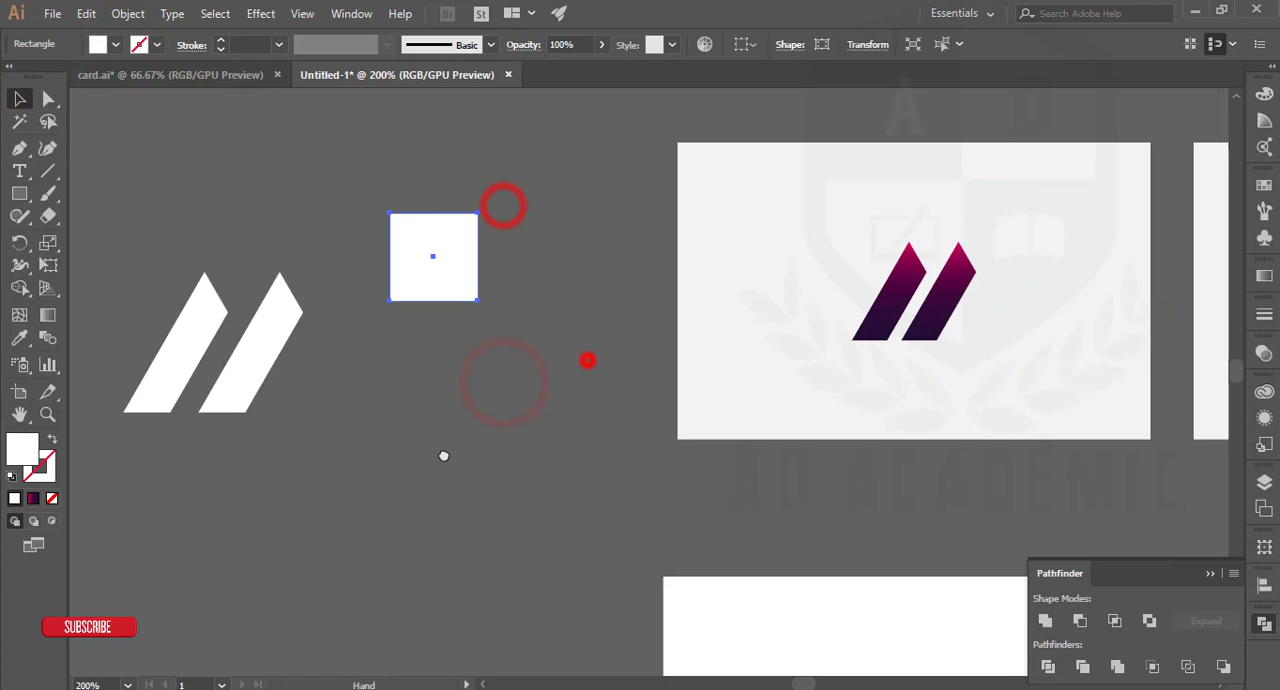 Ai File Edit Object Type Select Effect View Window Help Br St Essentials Search Adobe Help
Rectangle Stroke: Basic Opacity: 100% Style: Shape: Transform
card.ai* @ 66.67% (RGB/GPU Preview) × Untitled-1* @ 200% (RGB/GPU Preview) ×
Pathfinder
Shape Modes:
Expand
Pathfinders:
SUBSCRIBE
200% 1 Hand